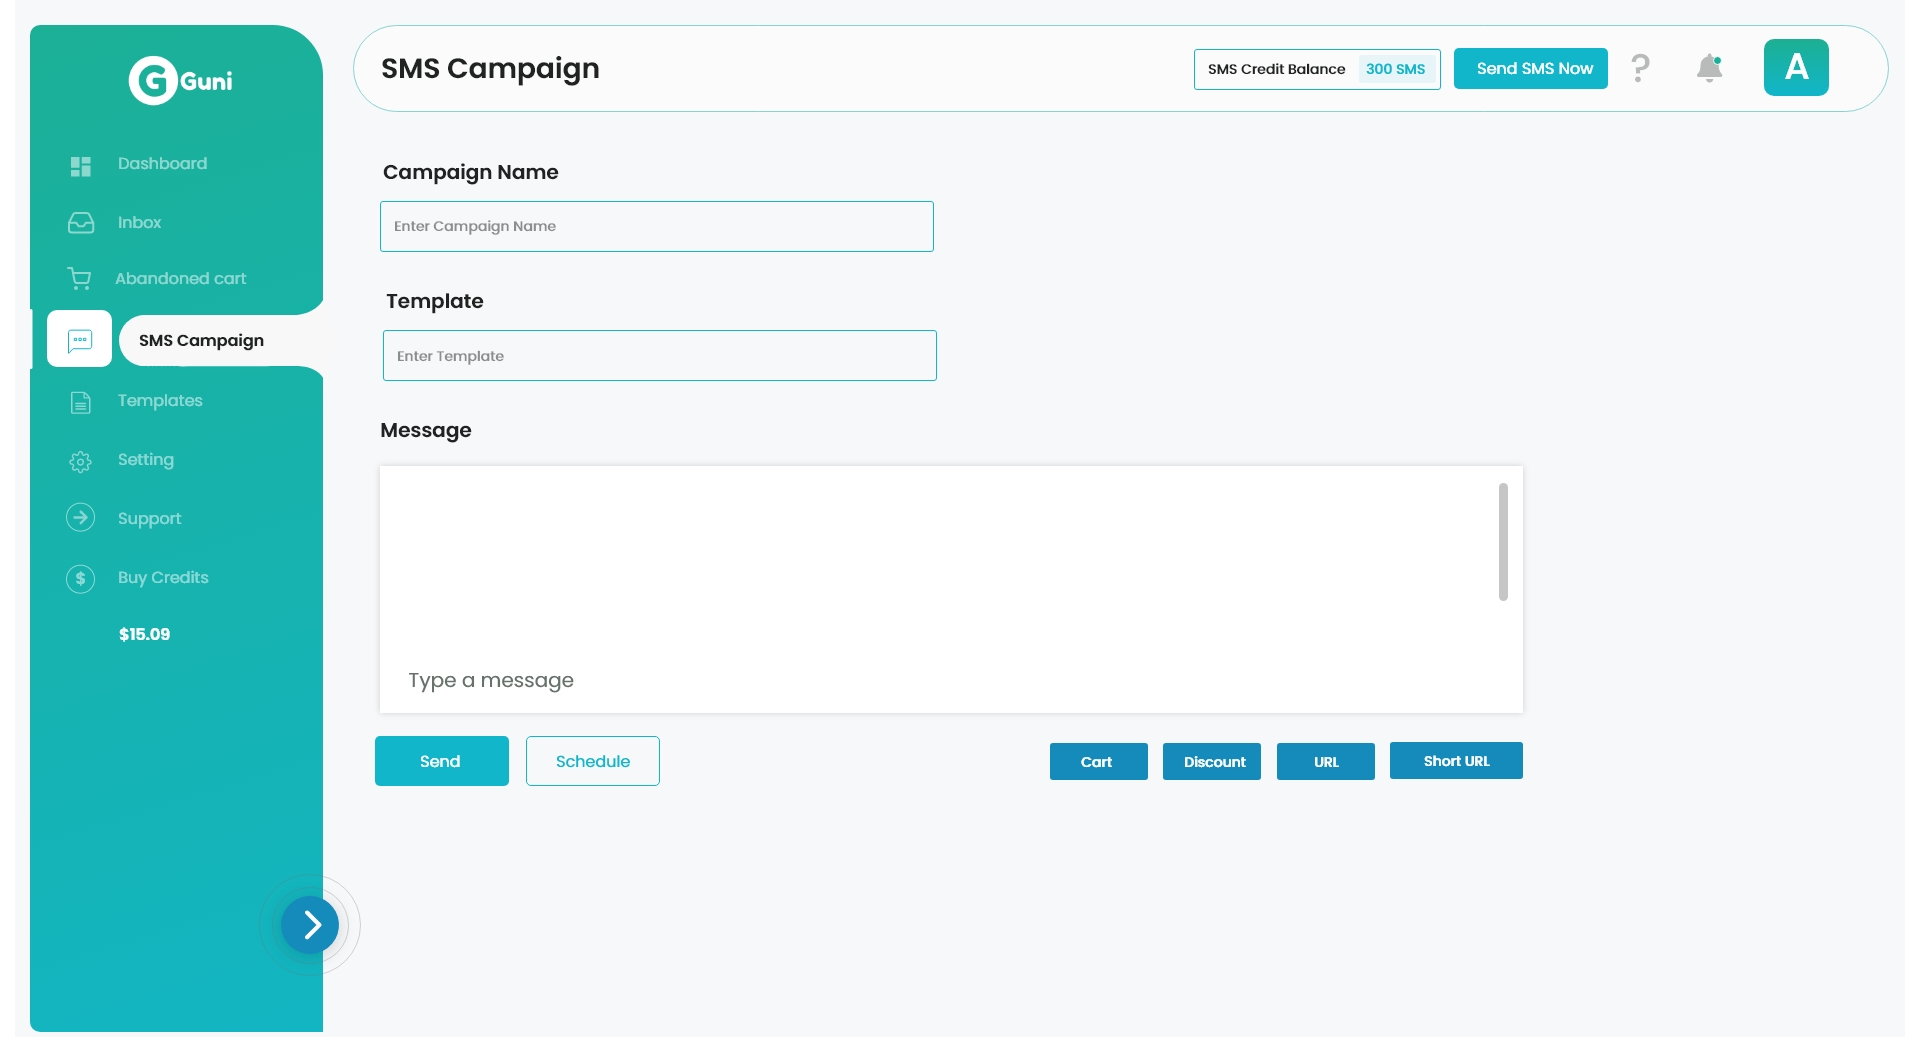 Guni
Dashboard
Inbox
Abandoned cart
SMS Campaign
Templates
Setting
Support
$
Buy Credits
$15.09
SMS Campaign
SMS Credit Balance 300 SMS
Send SMS Now
?
A
Campaign Name
Enter Campaign Name
Template
Enter Template
Message
Type a message
Send
Schedule
Cart
Discount
URL
Short URL